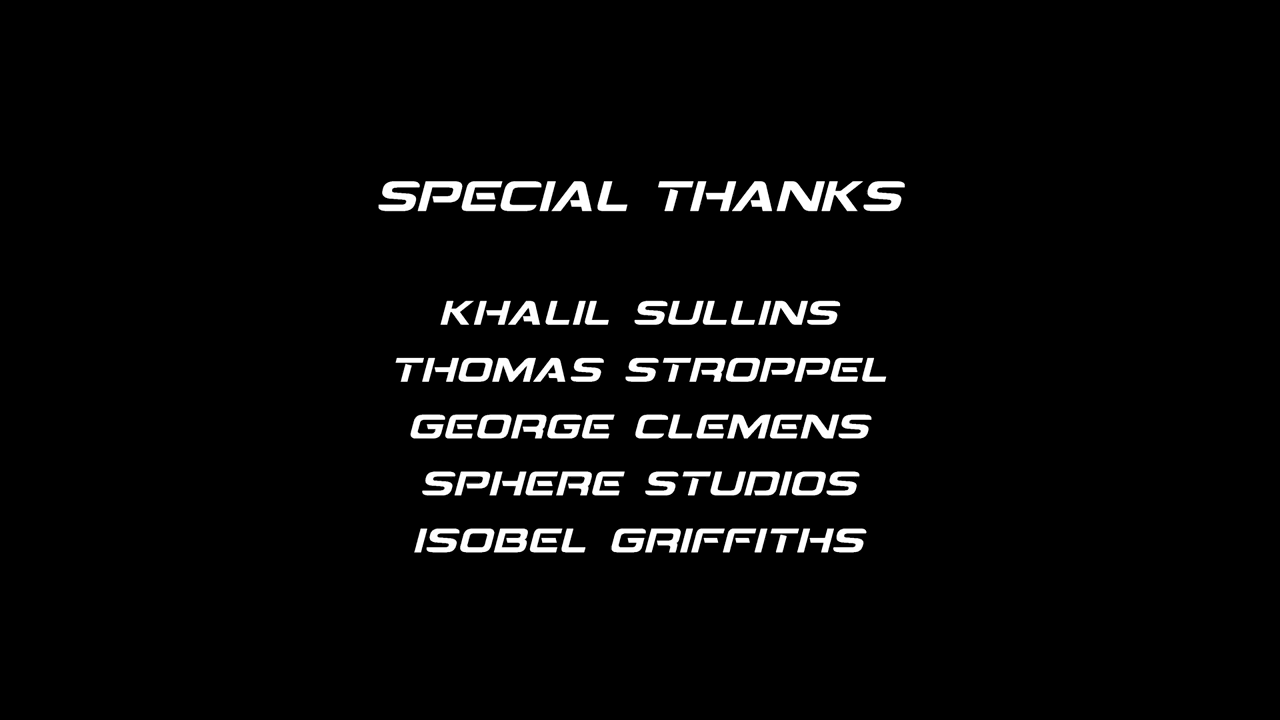 SPECIAL THANKS
KHALIL SULLINS
THOMAS STROPPEL
GEORGE CLEMENS
SPHERE STUDIOS
ISOBEL GRIFFITHS